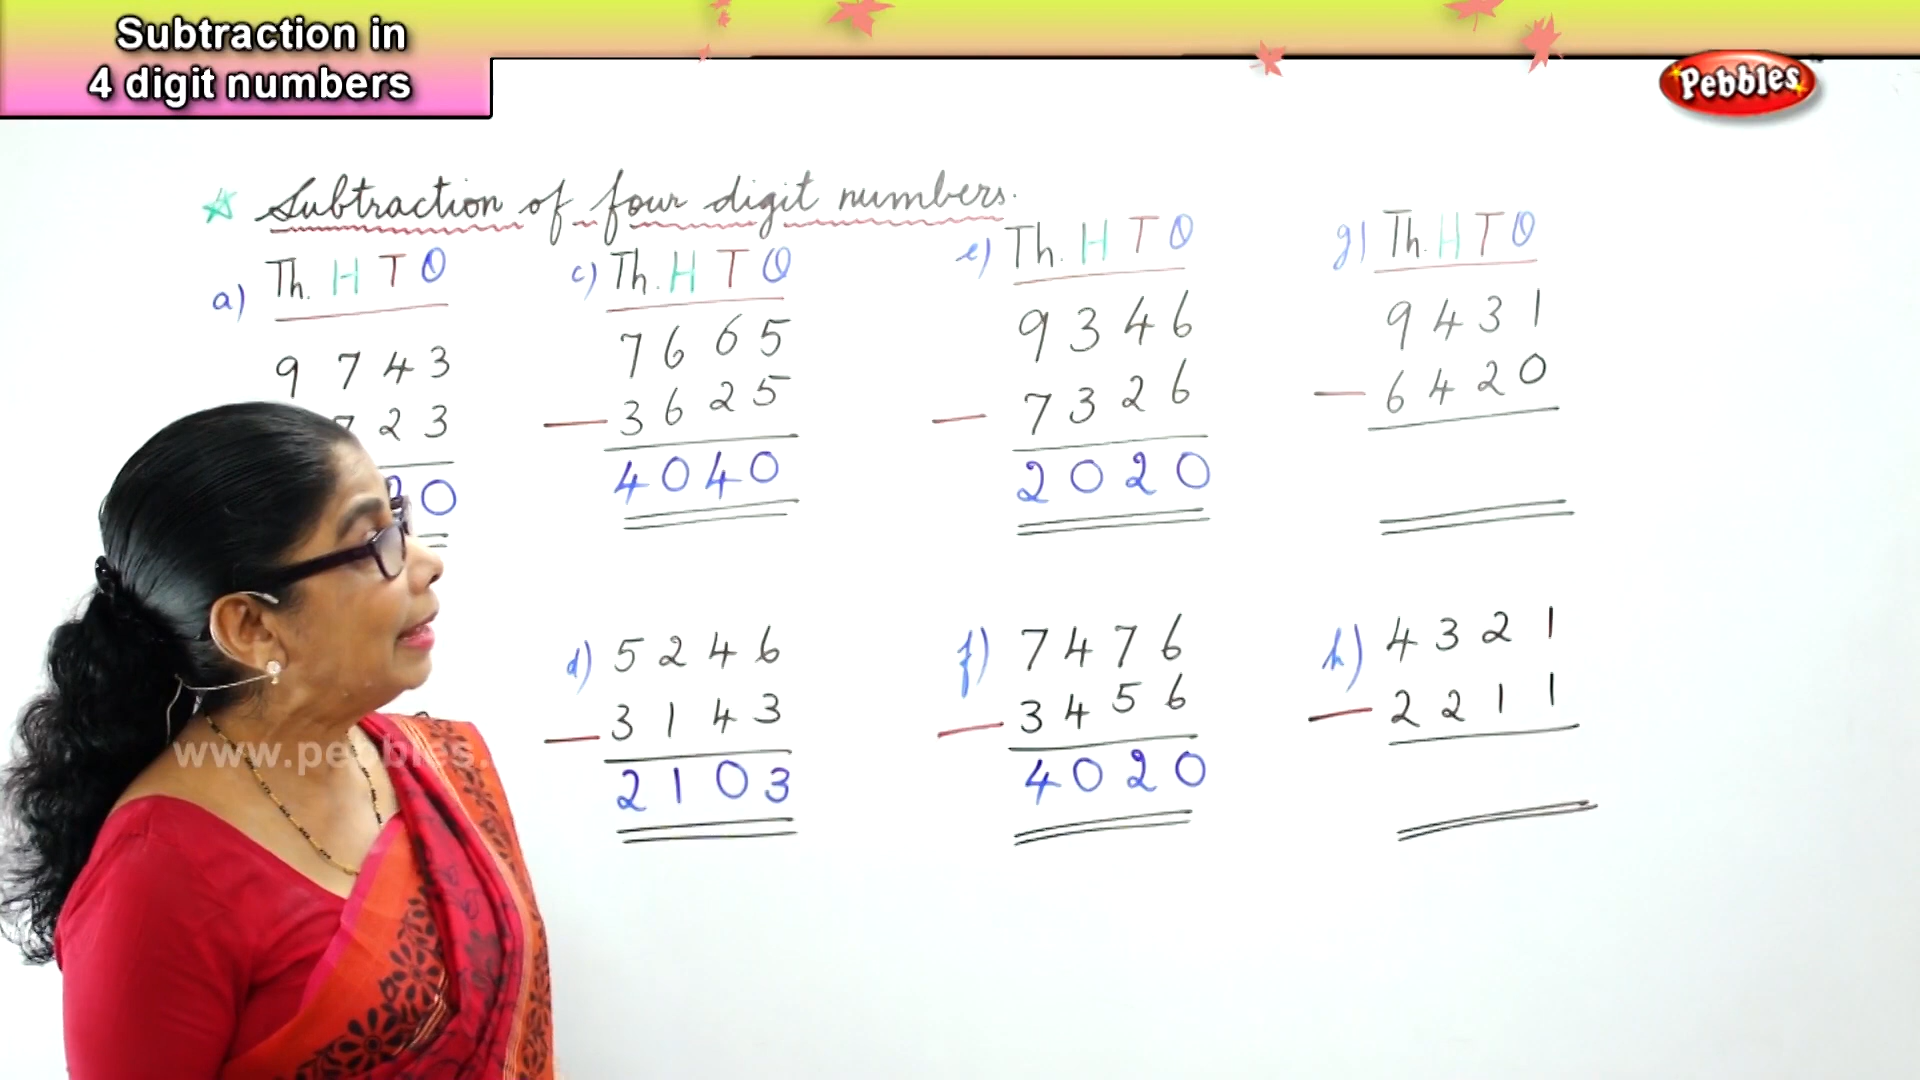 Subtraction in
4 digit numbers
Pebbles
☆ Subtraction of four digit numbers.
a) Th. H T O
9 7 4 3
7 2 3
2 0
c) Th. H T O
7 6 6 5
— 3 6 2 5
4 0 4 0
d) 5 2 4 6
— 3 1 4 3
2 1 0 3
e) Th. H T O
9 3 4 6
— 7 3 2 6
2 0 2 0
f) 7 4 7 6
— 3 4 5 6
4 0 2 0
g) Th. H T O
9 4 3 1
— 6 4 2 0
h) 4 3 2 1
— 2 2 1 1
www.pebbles.